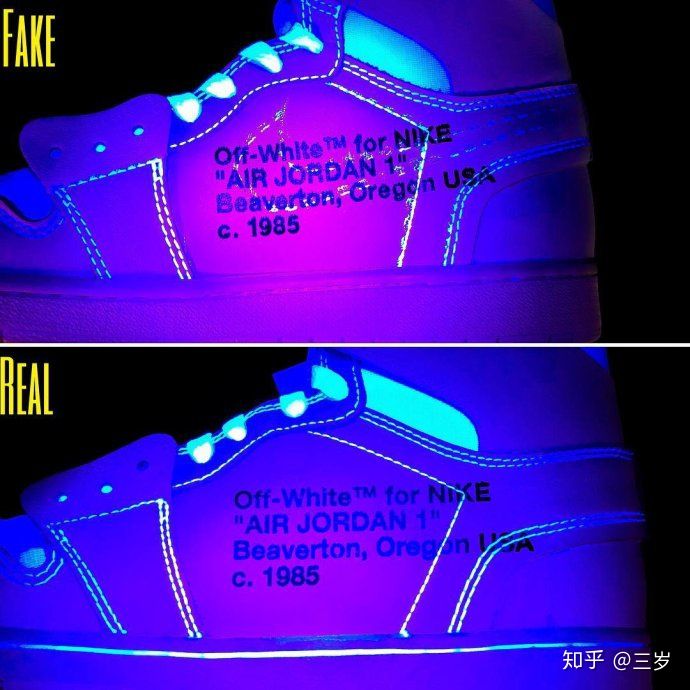 FAKE
Off-White™ for NIKE
"AIR JORDAN 1"
Beaverton, Oregon USA
c. 1985
REAL
Off-White™ for NIKE
"AIR JORDAN 1"
Beaverton, Oregon USA
c. 1985
知乎 @三岁